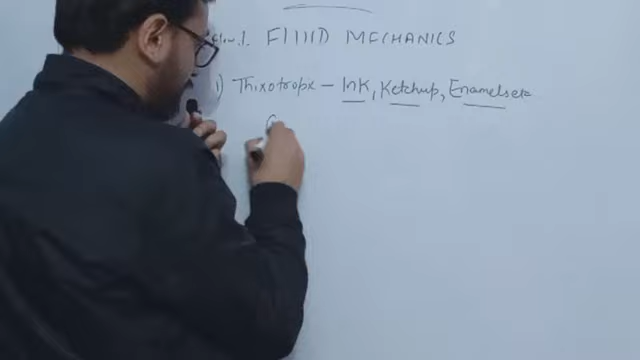 FlUID MECHANICS
1) Thixotropic - Ink, Ketchup, Enamels etc